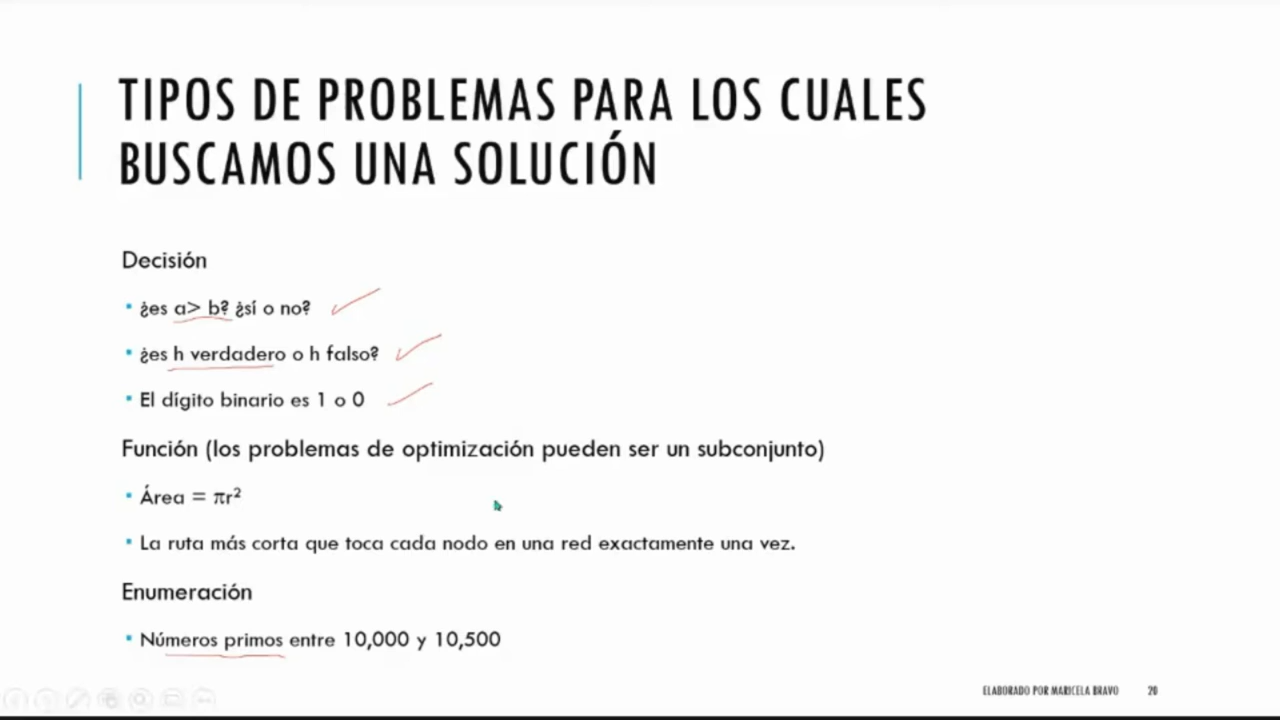 TIPOS DE PROBLEMAS PARA LOS CUALES
BUSCAMOS UNA SOLUCIÓN
Decisión
▪ ¿es a> b? ¿sí o no?
▪ ¿es h verdadero o h falso?
▪ El dígito binario es 1 o 0
Función (los problemas de optimización pueden ser un subconjunto)
▪ Área = πr²
▪ La ruta más corta que toca cada nodo en una red exactamente una vez.
Enumeración
▪ Números primos entre 10,000 y 10,500
ELABORADO POR MARICELA BRAVO 20